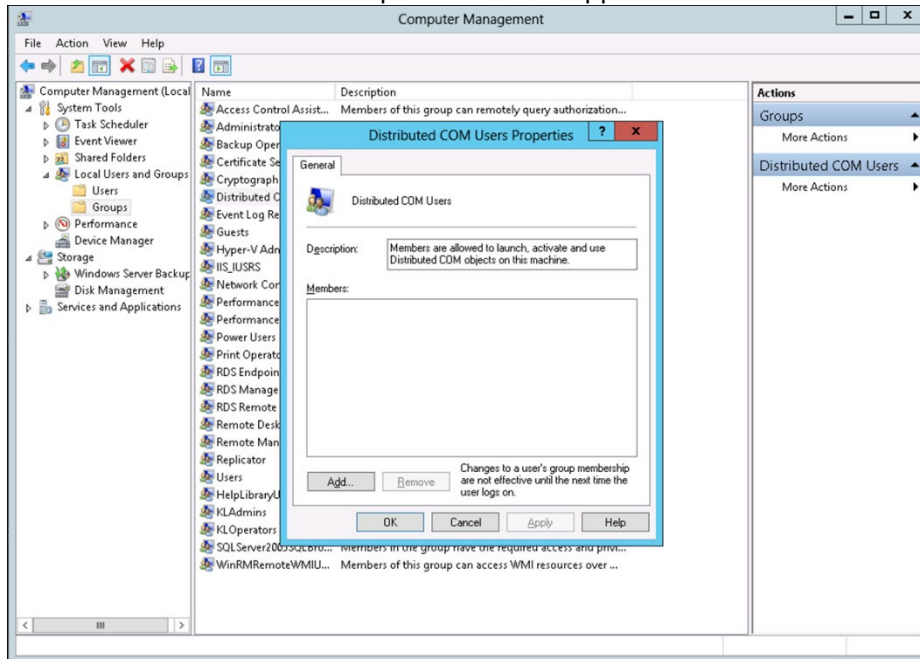 Computer Management
File Action View Help
Computer Management (Local
System Tools
Task Scheduler
Event Viewer
Shared Folders
Local Users and Groups
Users
Groups
Performance
Device Manager
Storage
Windows Server Backup
Disk Management
Services and Applications
Name Description
Access Control Assist... Members of this group can remotely query authorization...
Administrato
Backup Oper
Certificate Se
Cryptograph
Distributed C
Event Log Re
Guests
Hyper-V Adn
IIS_IUSRS
Network Cor
Performance
Performance
Power Users
Print Operato
RDS Endpoin
RDS Manage
RDS Remote
Remote Desk
Remote Man
Replicator
Users
HelpLibraryU
KLAdmins
KLOperators
SQLServer2005SQLBro... Members in the group have the required access and privi...
WinRMRemoteWMIU... Members of this group can access WMI resources over ...
Distributed COM Users Properties ? x
General
Distributed COM Users
Description: Members are allowed to launch, activate and use
Distributed COM objects on this machine.
Members:
Add... Remove
Changes to a user's group membership
are not effective until the next time the
user logs on.
OK Cancel Apply Help
Actions
Groups
More Actions
Distributed COM Users
More Actions